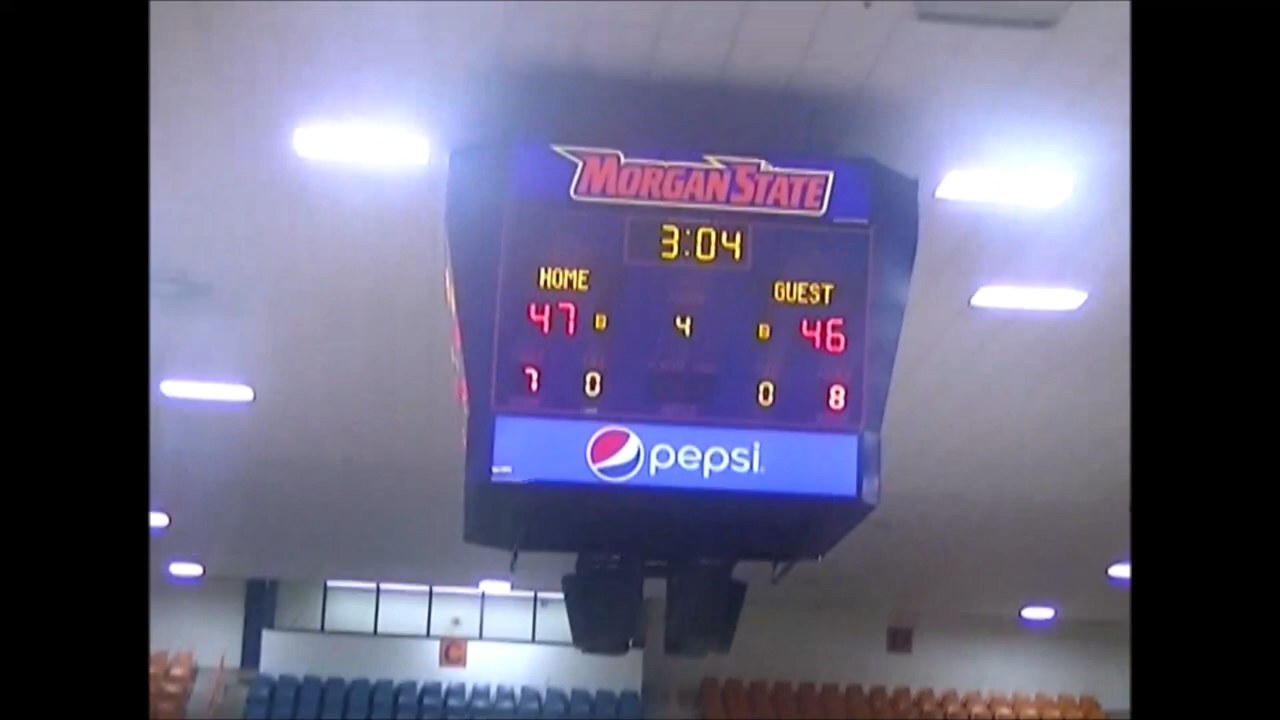 MORGAN STATE
3:04
HOME GUEST
47 B 4 B 46
7 0 0 8
pepsi
C